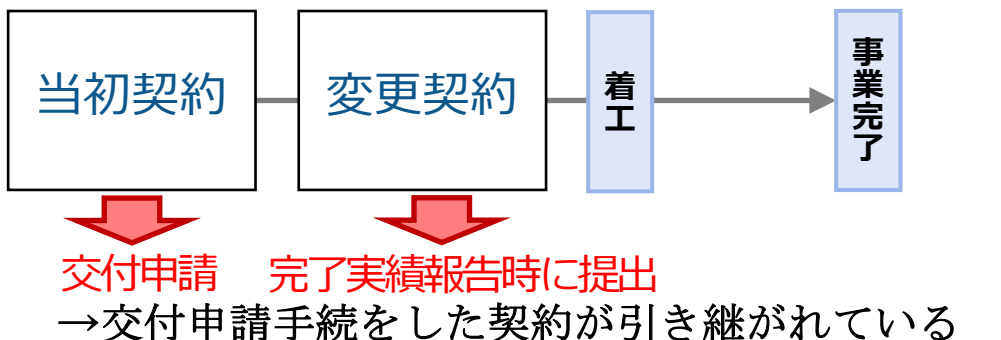 当初契約
変更契約
着工
事業完了
交付申請
完了実績報告時に提出
→交付申請手続をした契約が引き継がれている